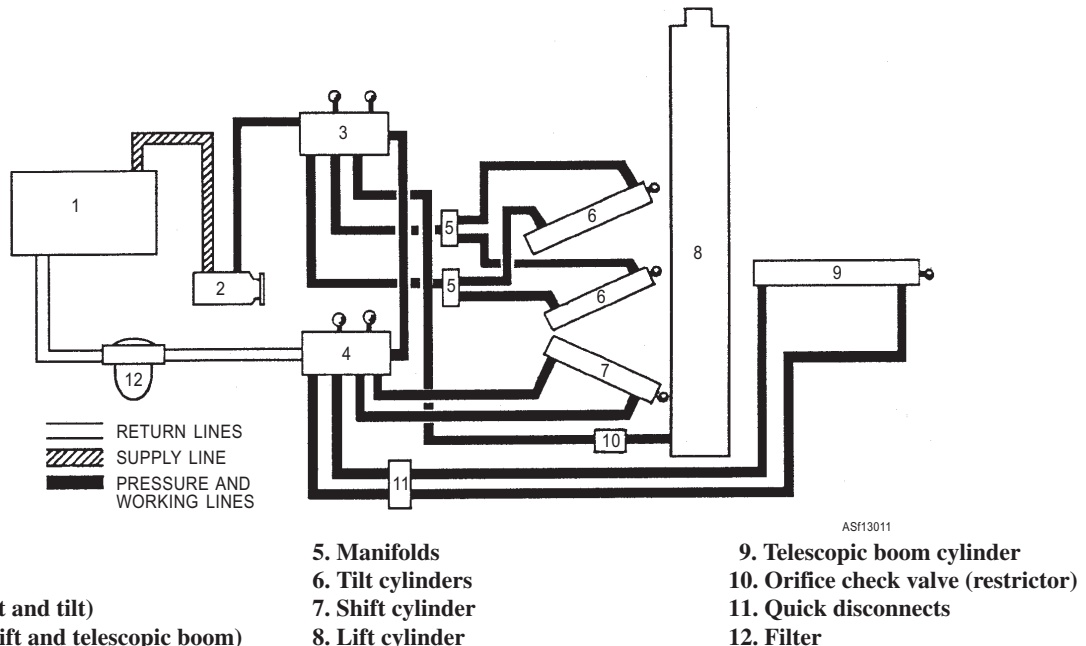 3
1
5
6
8
9
2
5
6
4
7
12
10
11
RETURN LINES
SUPPLY LINE
PRESSURE AND
WORKING LINES
ASf13011
5. Manifolds
6. Tilt cylinders
7. Shift cylinder
8. Lift cylinder
9. Telescopic boom cylinder
10. Orifice check valve (restrictor)
11. Quick disconnects
12. Filter
t and tilt)
ift and telescopic boom)